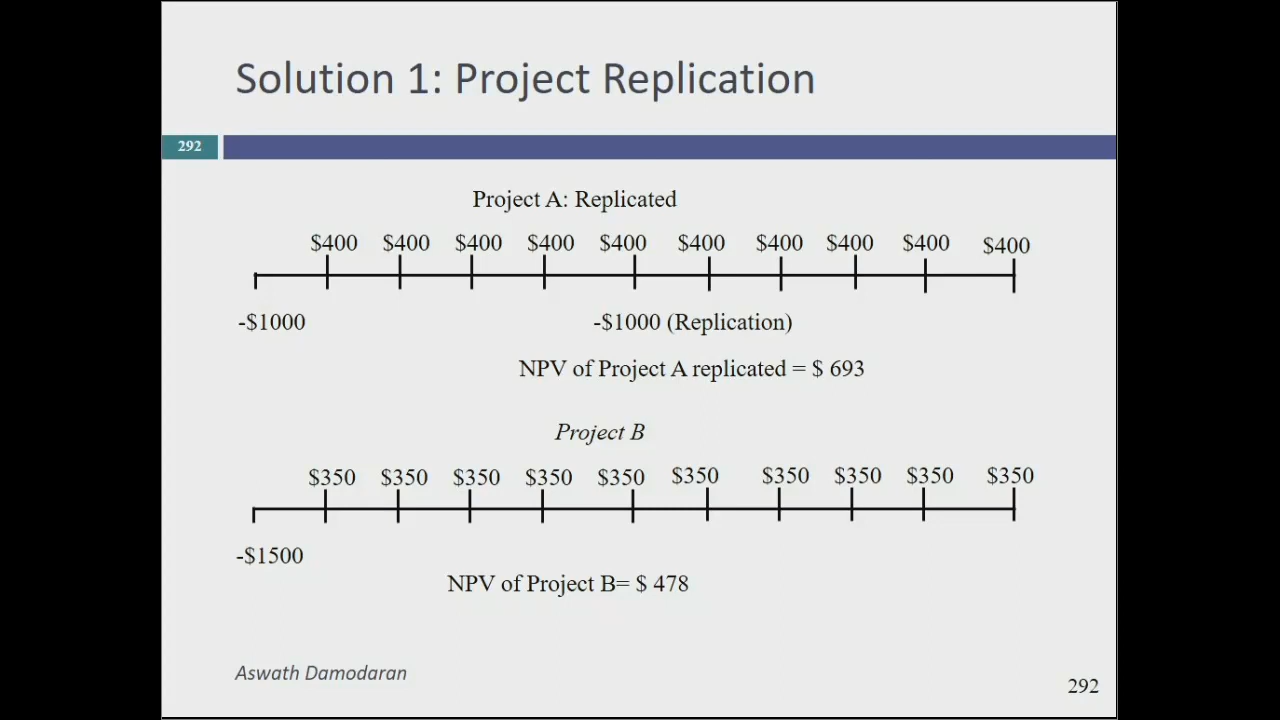 Solution 1: Project Replication
292
Project A: Replicated
$400 $400 $400 $400 $400 $400 $400 $400 $400 $400
-$1000 -$1000 (Replication)
NPV of Project A replicated = $ 693
Project B
$350 $350 $350 $350 $350 $350 $350 $350 $350 $350
-$1500
NPV of Project B= $ 478
Aswath Damodaran
292